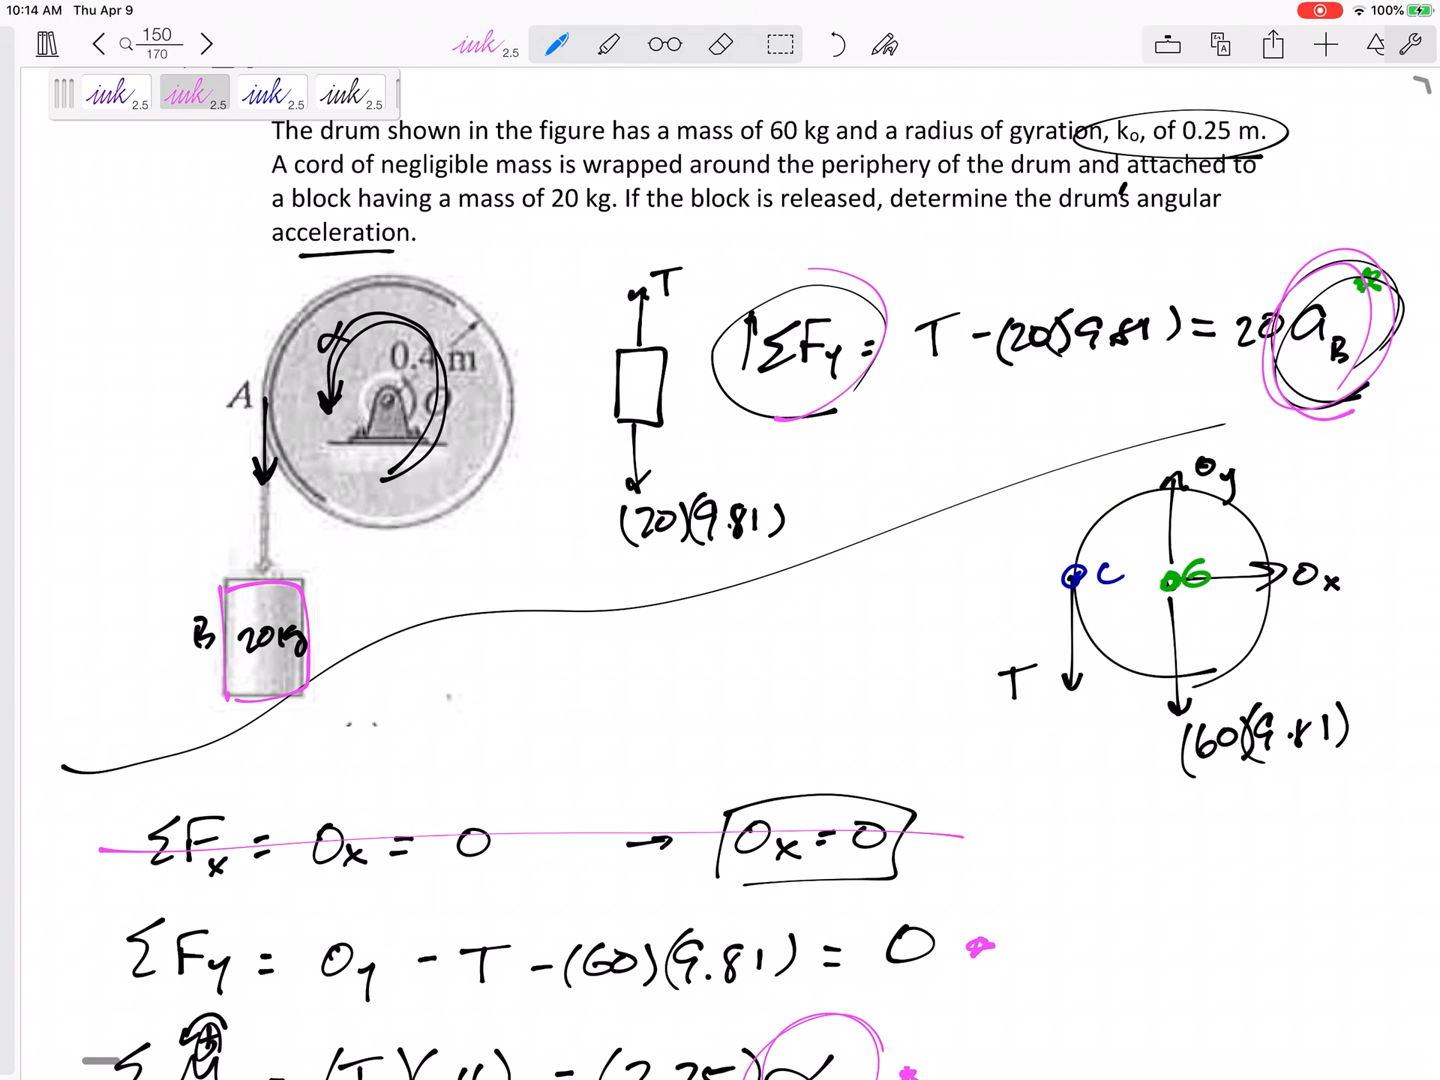 10:14 AM Thu Apr 9
100%
150
170
ink 2.5
ink 2.5
ink 2.5
ink 2.5
ink 2.5
The drum shown in the figure has a mass of 60 kg and a radius of gyration, kₒ, of 0.25 m.
A cord of negligible mass is wrapped around the periphery of the drum and attached to
a block having a mass of 20 kg. If the block is released, determine the drum's angular
acceleration.
α
0.4 m
A
O
B
20 kg
T
(20)(9.81)
↑ΣFy = T - (20)(9.81) = 20 aB *
Oy
C
G
Ox
T
(60)(9.81)
ΣFx = Ox = 0 → Ox = 0
ΣFy = Oy - T - (60)(9.81) = 0